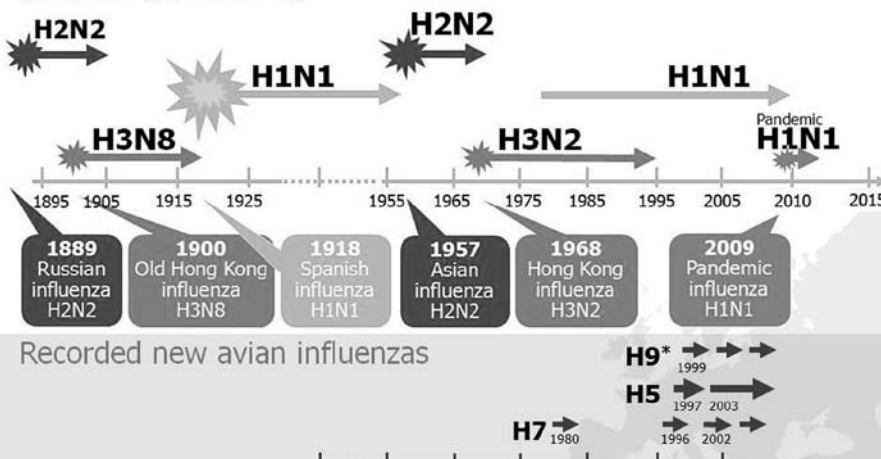 H2N2
H2N2
H1N1
H1N1
H3N8
H3N2
Pandemic
H1N1
1895 1905 1915 1925 1955 1965 1975 1985 1995 2005 2010 2015
1889
Russian
influenza
H2N2
1900
Old Hong Kong
influenza
H3N8
1918
Spanish
influenza
H1N1
1957
Asian
influenza
H2N2
1968
Hong Kong
influenza
H3N2
2009
Pandemic
influenza
H1N1
Recorded new avian influenzas
H9*
1999
H5
1997 2003
H7
1980 1996 2002